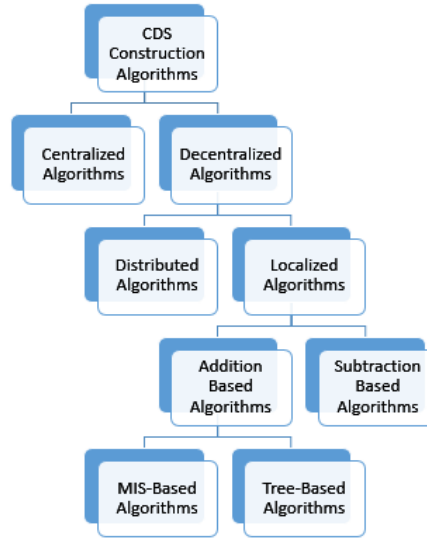 CDS
Construction
Algorithms
Centralized
Algorithms
Decentralized
Algorithms
Distributed
Algorithms
Localized
Algorithms
Addition
Based
Algorithms
Subtraction
Based
Algorithms
MIS-Based
Algorithms
Tree-Based
Algorithms